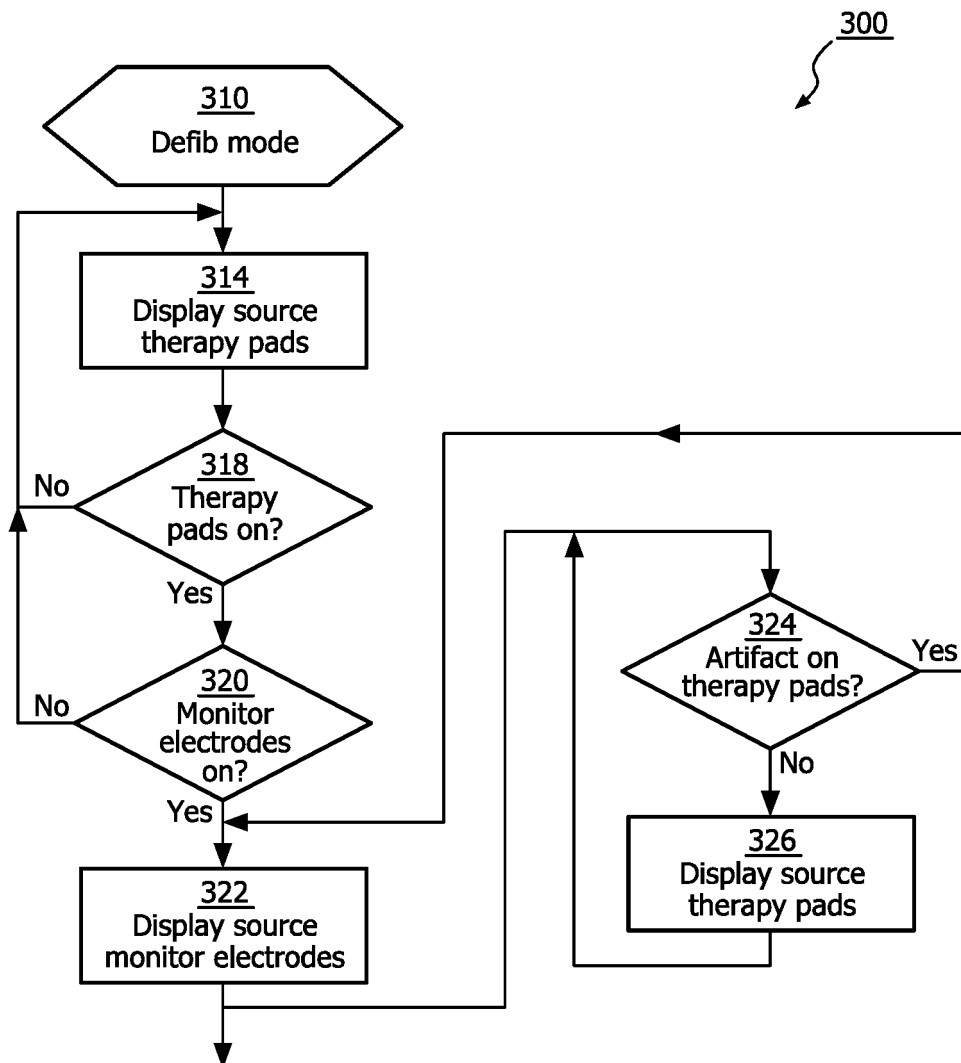 300
310
Defib mode
314
Display source
therapy pads
318
Therapy
pads on?
No
Yes
320
Monitor
electrodes
on?
No
Yes
322
Display source
monitor electrodes
324
Artifact on
therapy pads?
Yes
No
326
Display source
therapy pads